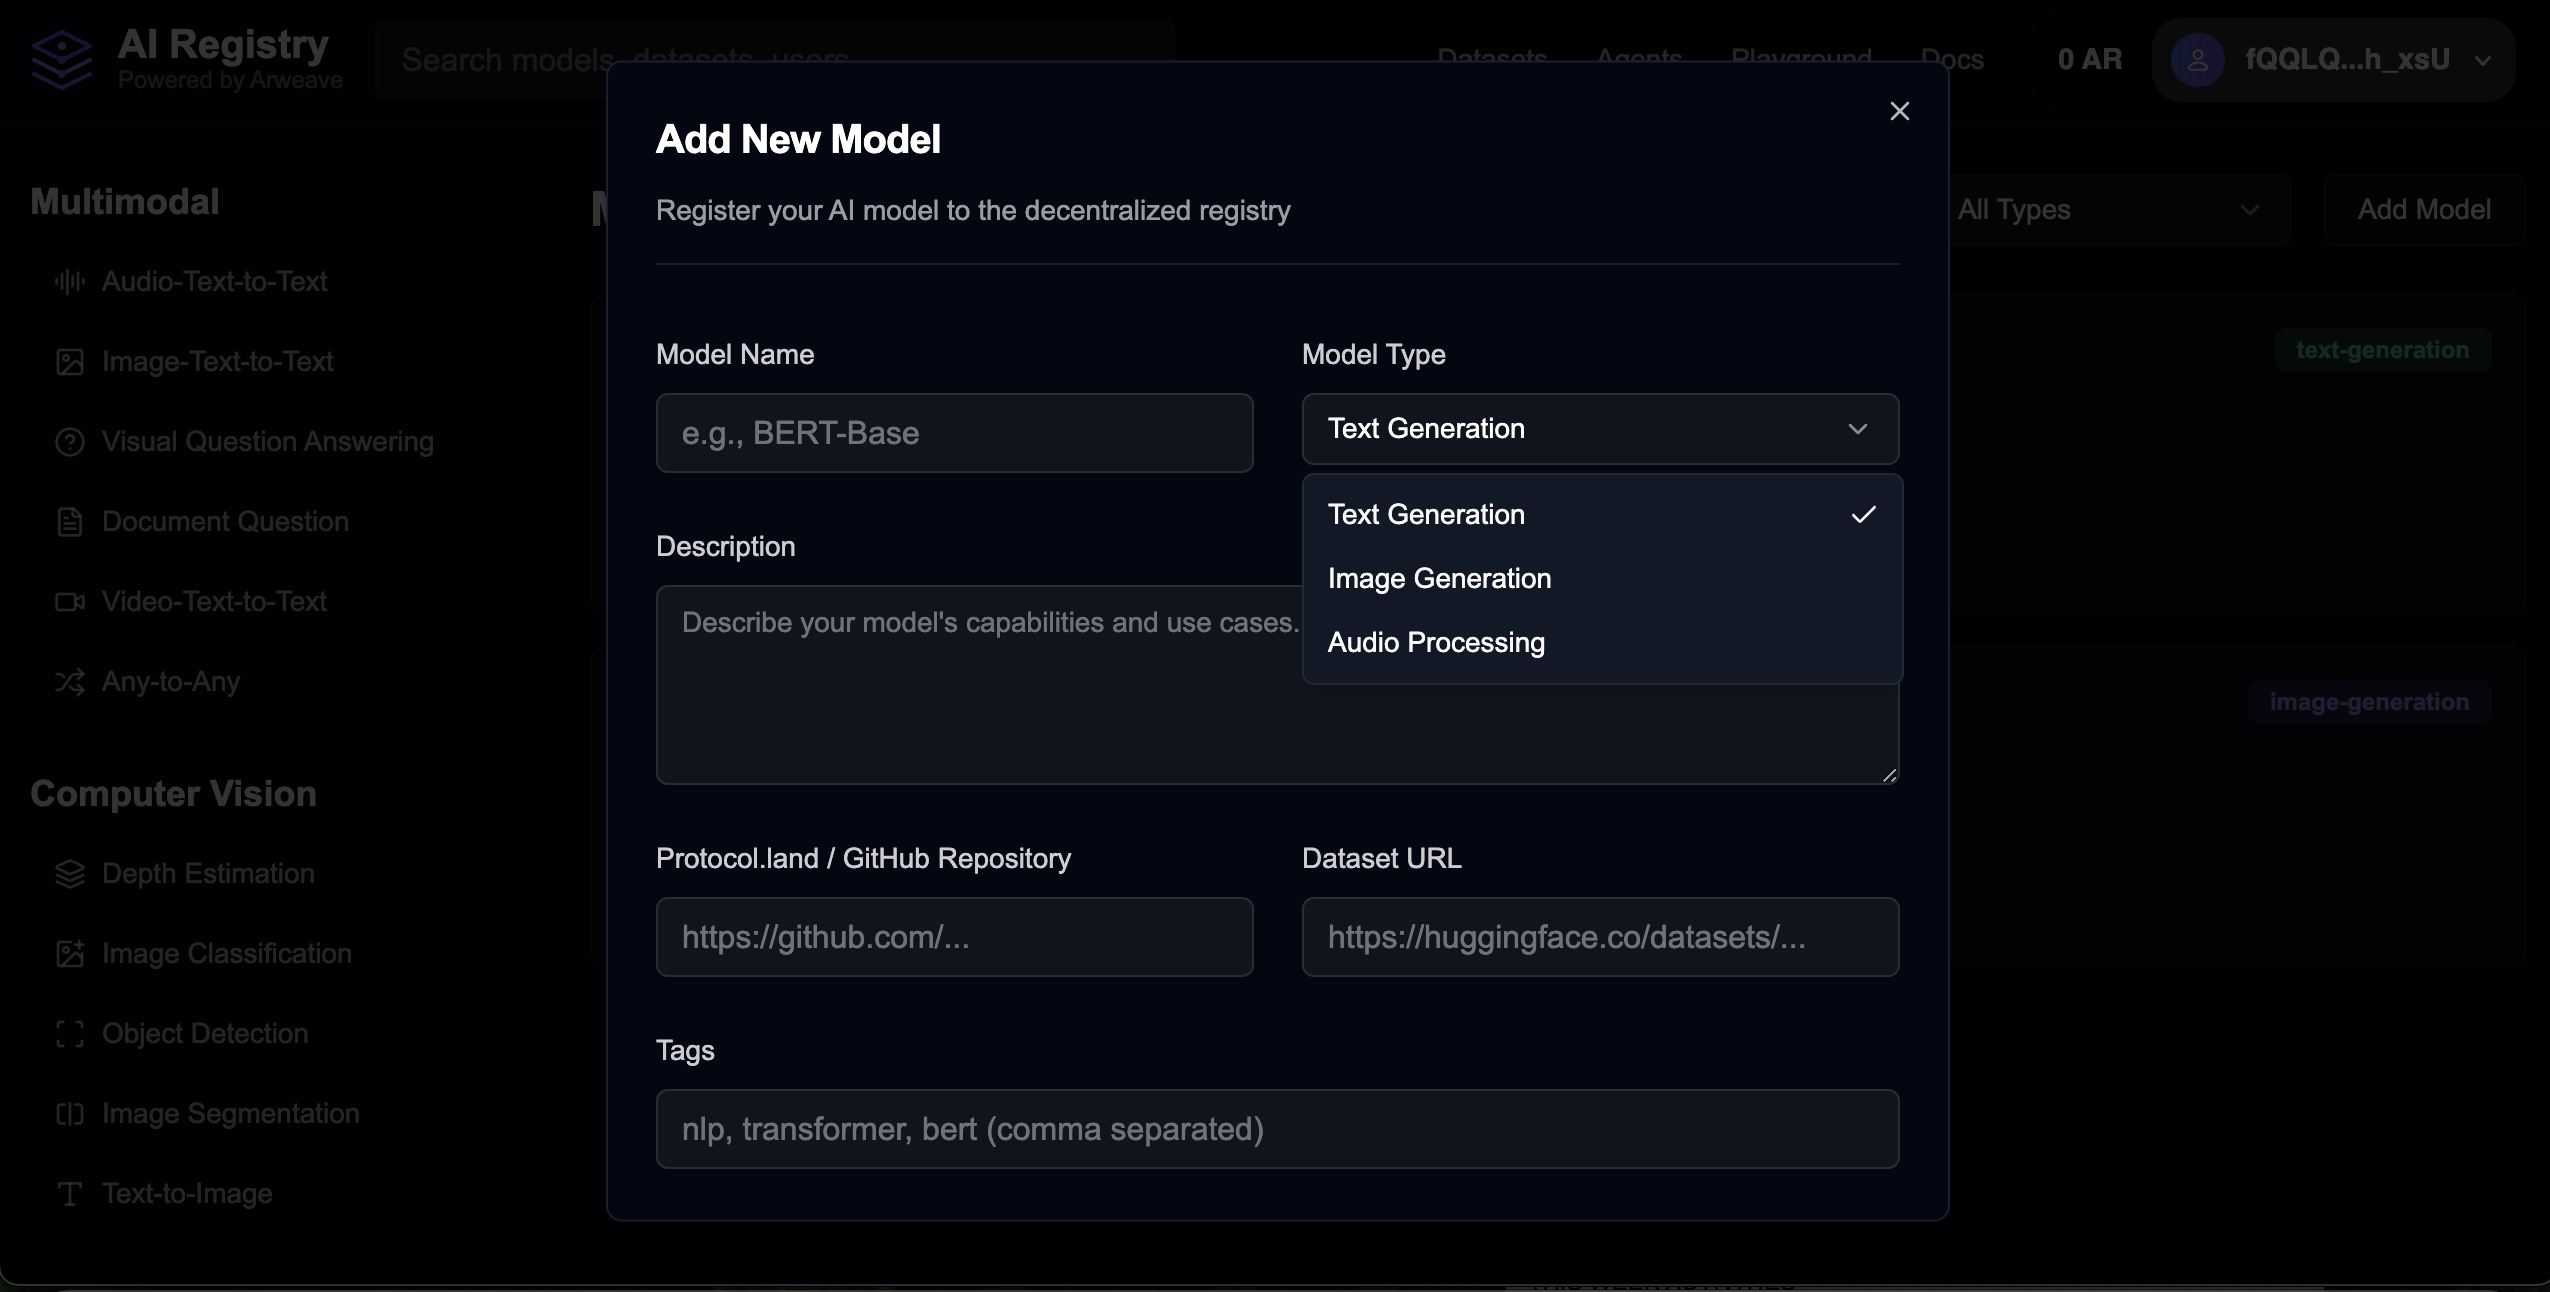 AI Registry
Powered by Arweave
Search models, datasets, users
Datasets
Agents
Playground
Docs
0 AR
fQQLQ...h_xsU
Multimodal
Audio-Text-to-Text
Image-Text-to-Text
Visual Question Answering
Document Question
Video-Text-to-Text
Any-to-Any
Computer Vision
Depth Estimation
Image Classification
Object Detection
Image Segmentation
Text-to-Image
Add New Model
Register your AI model to the decentralized registry
Model Name
e.g., BERT-Base
Model Type
Text Generation
Text Generation
Image Generation
Audio Processing
Description
Describe your model's capabilities and use cases.
Protocol.land / GitHub Repository
https://github.com/...
Dataset URL
https://huggingface.co/datasets/...
Tags
nlp, transformer, bert (comma separated)
All Types
Add Model
text-generation
image-generation